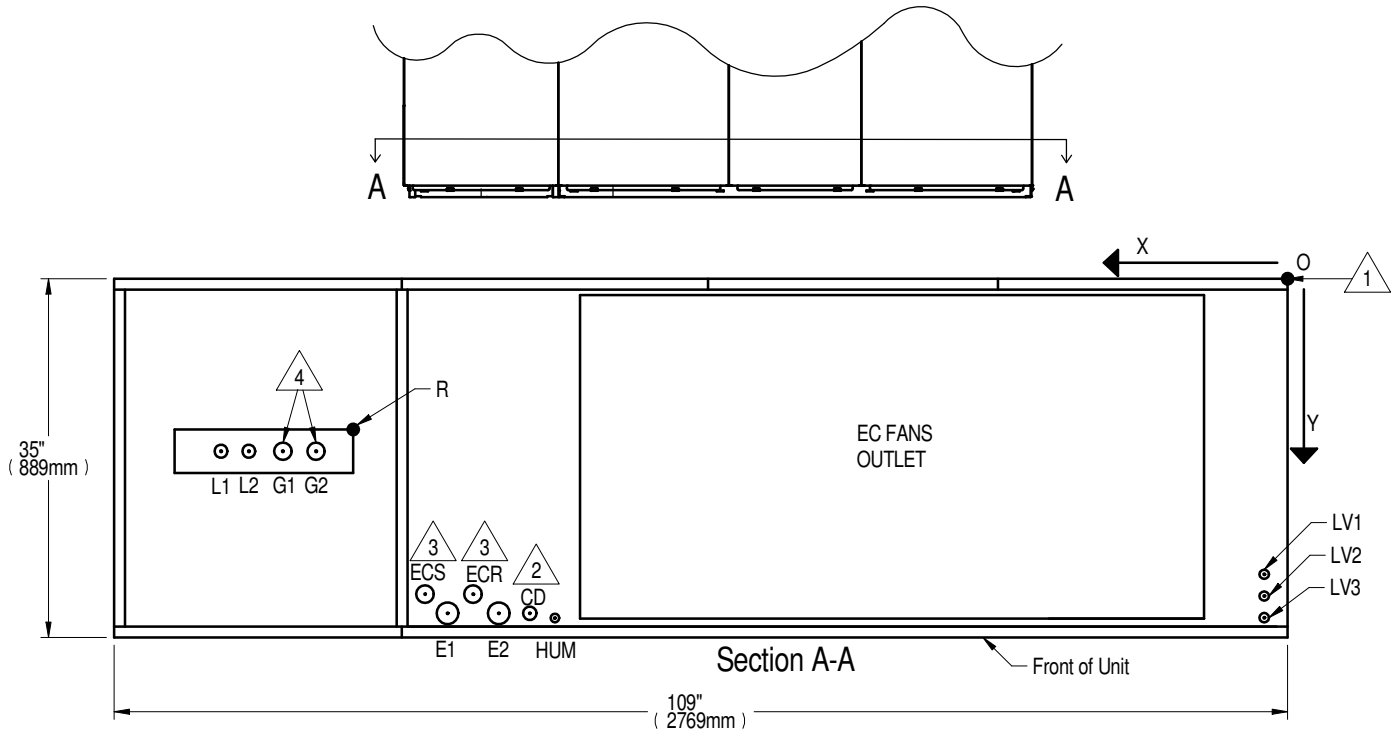 A
A
X
O
1
4
R
Y
35"
( 889mm )
EC FANS
OUTLET
L1 L2 G1 G2
LV1
3
3
ECS
ECR
2
LV2
CD
LV3
E1
E2
HUM
Section A-A
Front of Unit
109"
( 2769mm )